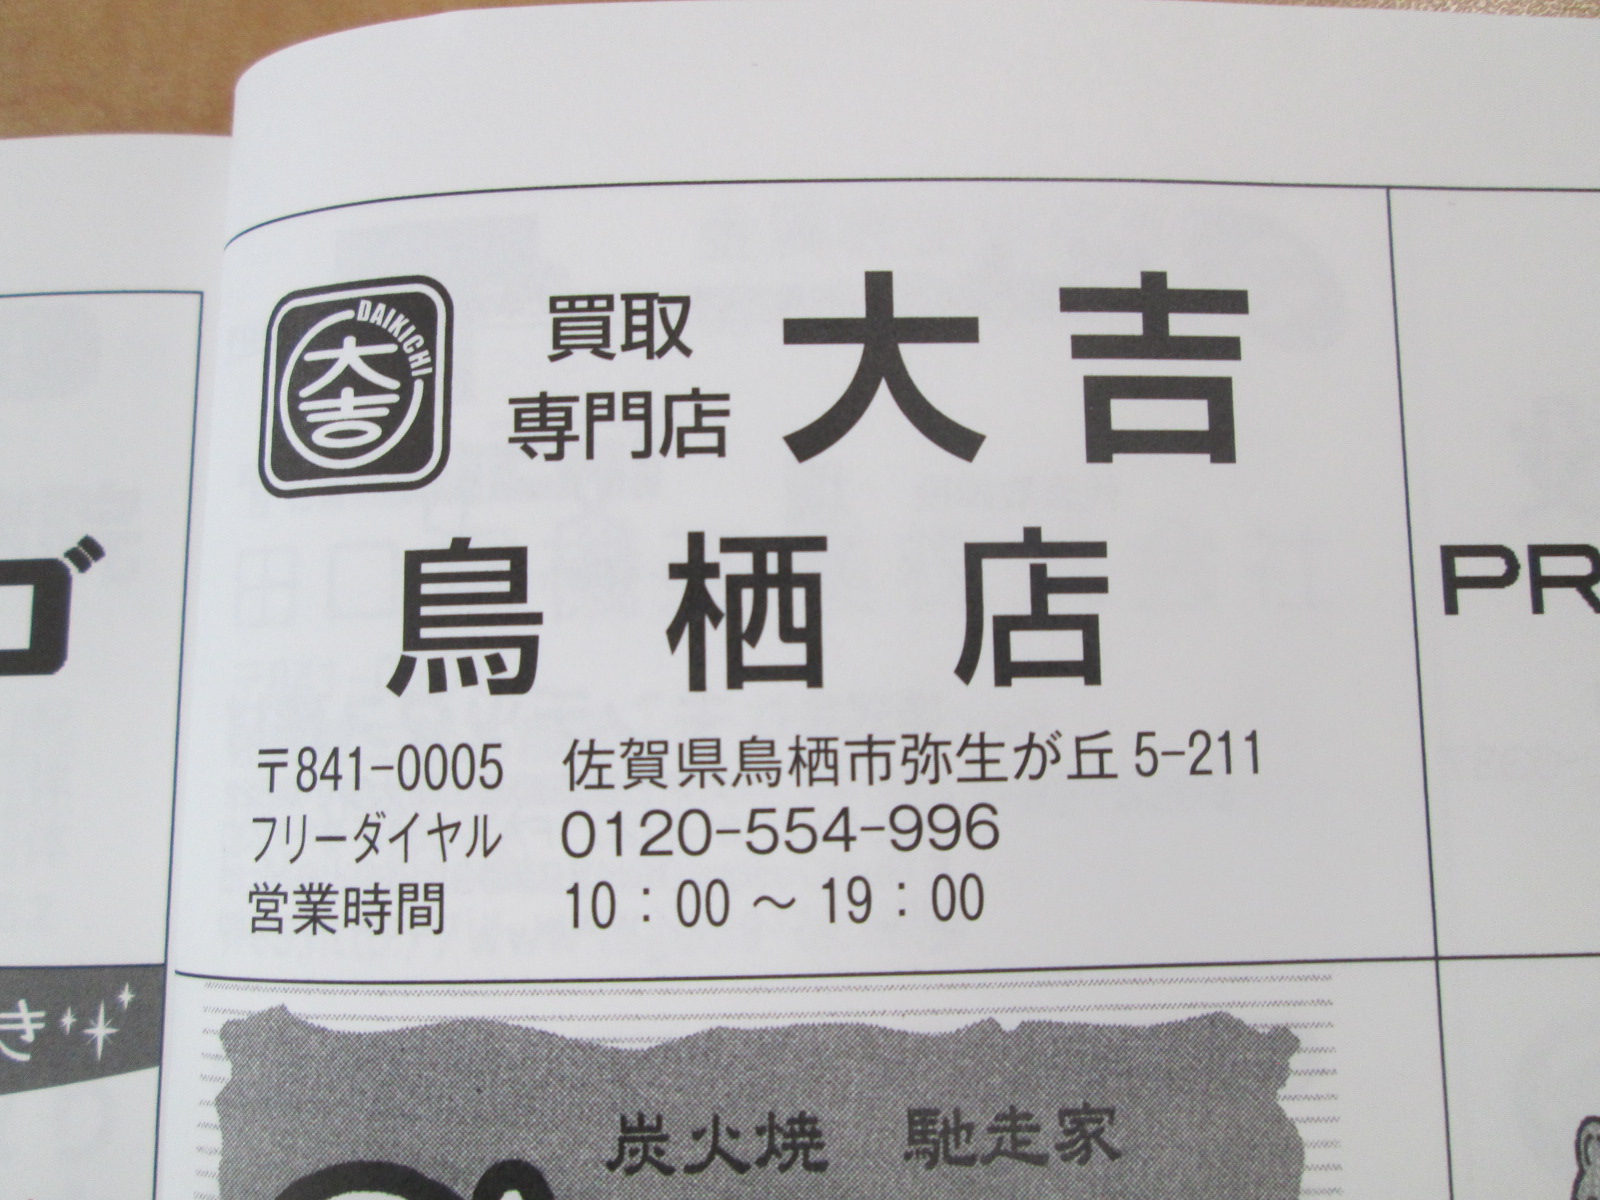 DAIKICHI
大吉
買取
専門店
大吉
鳥栖店
〒841-0005 佐賀県鳥栖市弥生が丘5-211
フリーダイヤル 0120-554-996
営業時間 10:00～19:00
ゴ
PR
き
炭火焼 馳走家